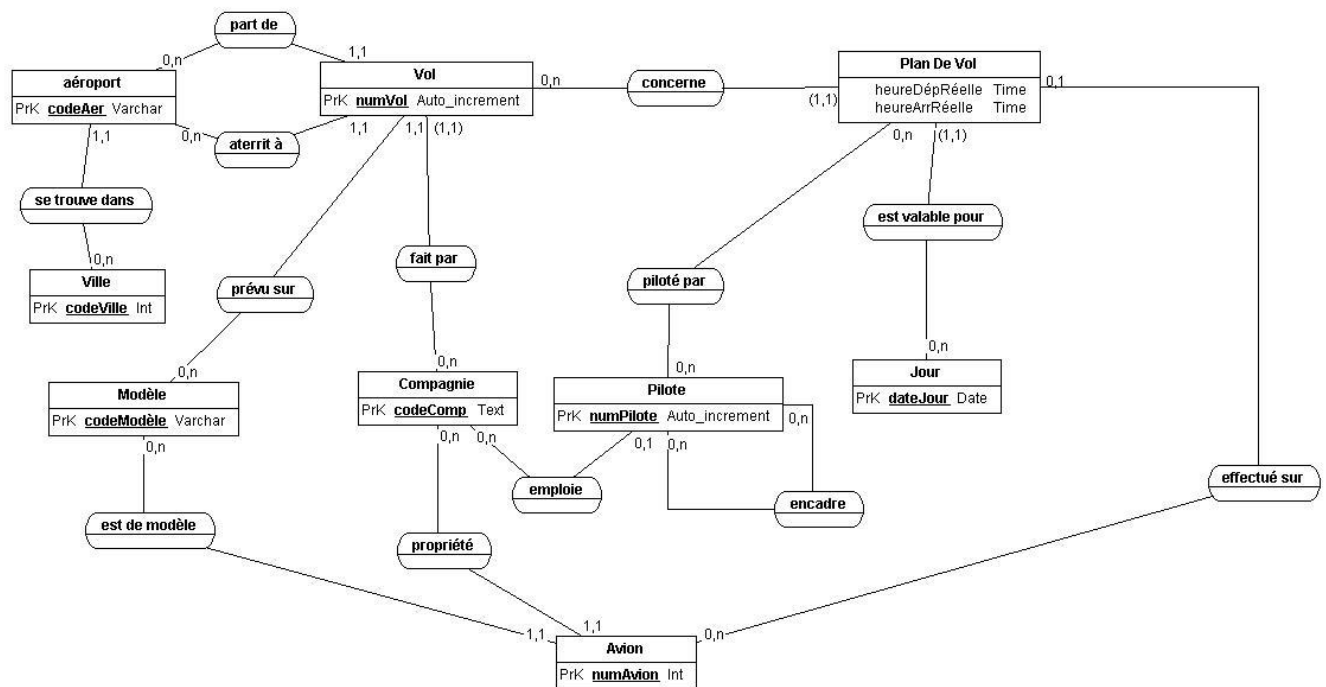 part de
0,n
1,1
aéroport
PrK codeAer Varchar
Vol
PrK numVol Auto_increment
0,n
concerne
(1,1)
Plan De Vol
heureDépRéelle Time
heureArrRéelle Time
0,1
1,1
0,n
aterrit à
1,1
1,1
(1,1)
0,n
(1,1)
se trouve dans
est valable pour
0,n
Ville
PrK codeVille Int
prévu sur
fait par
piloté par
0,n
0,n
0,n
0,n
Modèle
PrK codeModèle Varchar
Compagnie
PrK codeComp Text
Pilote
PrK numPilote Auto_increment
Jour
PrK dateJour Date
0,n
0,n
0,n
0,n
0,1
0,n
emploie
encadre
effectué sur
est de modèle
propriété
1,1
1,1
0,n
Avion
PrK numAvion Int